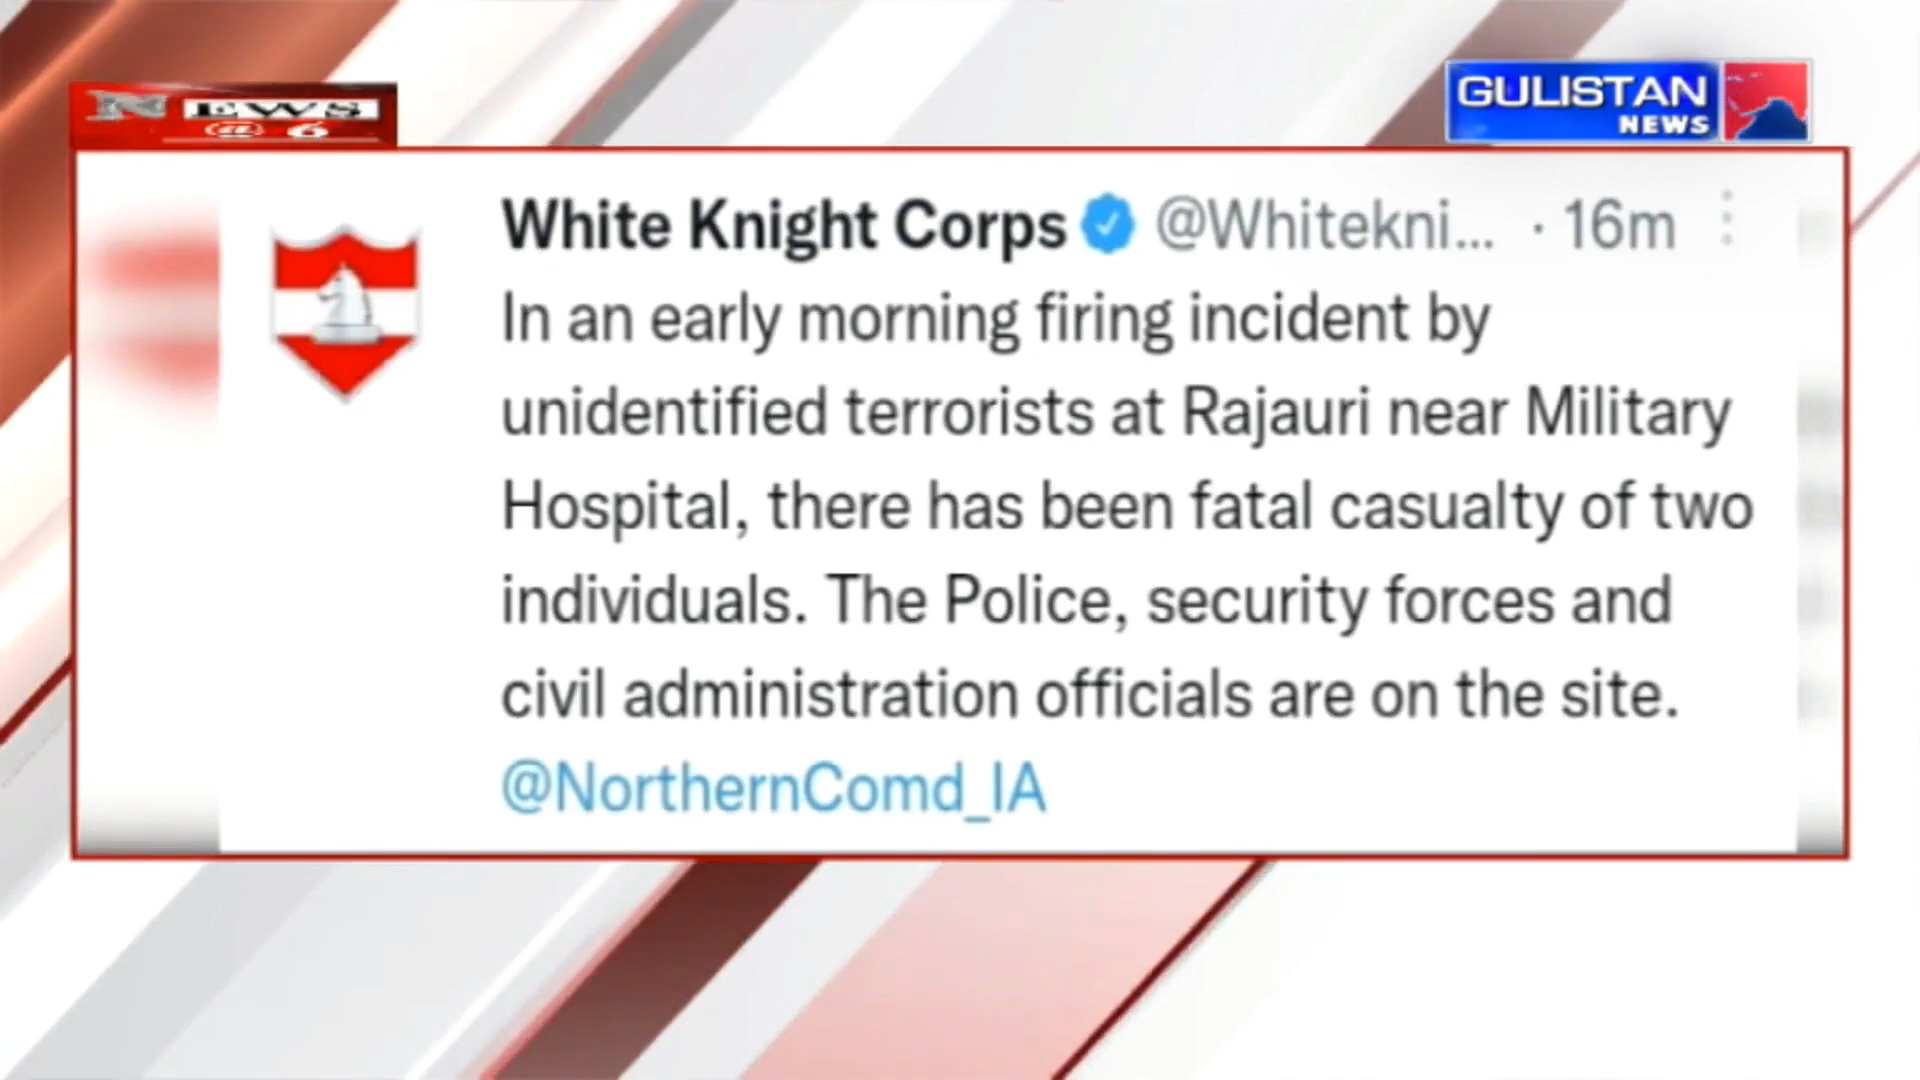 NEWS
@ 6
GULISTAN
NEWS
White Knight Corps @Whitekni... · 16m
In an early morning firing incident by
unidentified terrorists at Rajauri near Military
Hospital, there has been fatal casualty of two
individuals. The Police, security forces and
civil administration officials are on the site.
@NorthernComd_IA